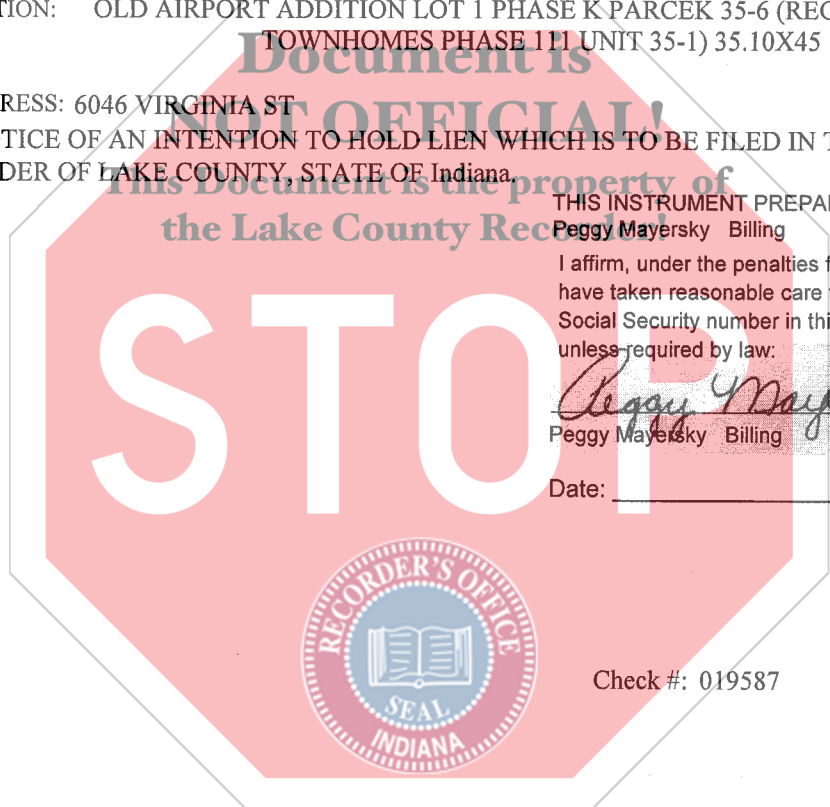 TION: OLD AIRPORT ADDITION LOT 1 PHASE K PARCEK 35-6 (REC
TOWNHOMES PHASE 111 UNIT 35-1) 35.10X45
Document is
NOT OFFICIAL!
This Document is the property of
the Lake County Recorder!
STOP
RESS: 6046 VIRGINIA ST
TICE OF AN INTENTION TO HOLD LIEN WHICH IS TO BE FILED IN T
DER OF LAKE COUNTY, STATE OF Indiana.
THIS INSTRUMENT PREPA
Peggy Mayersky Billing
I affirm, under the penalties f
have taken reasonable care
Social Security number in thi
unless required by law:
Peggy May
Peggy Mayersky Billing
Date:
RECORDER'S OFFICE
SEAL
INDIANA
Check #: 019587